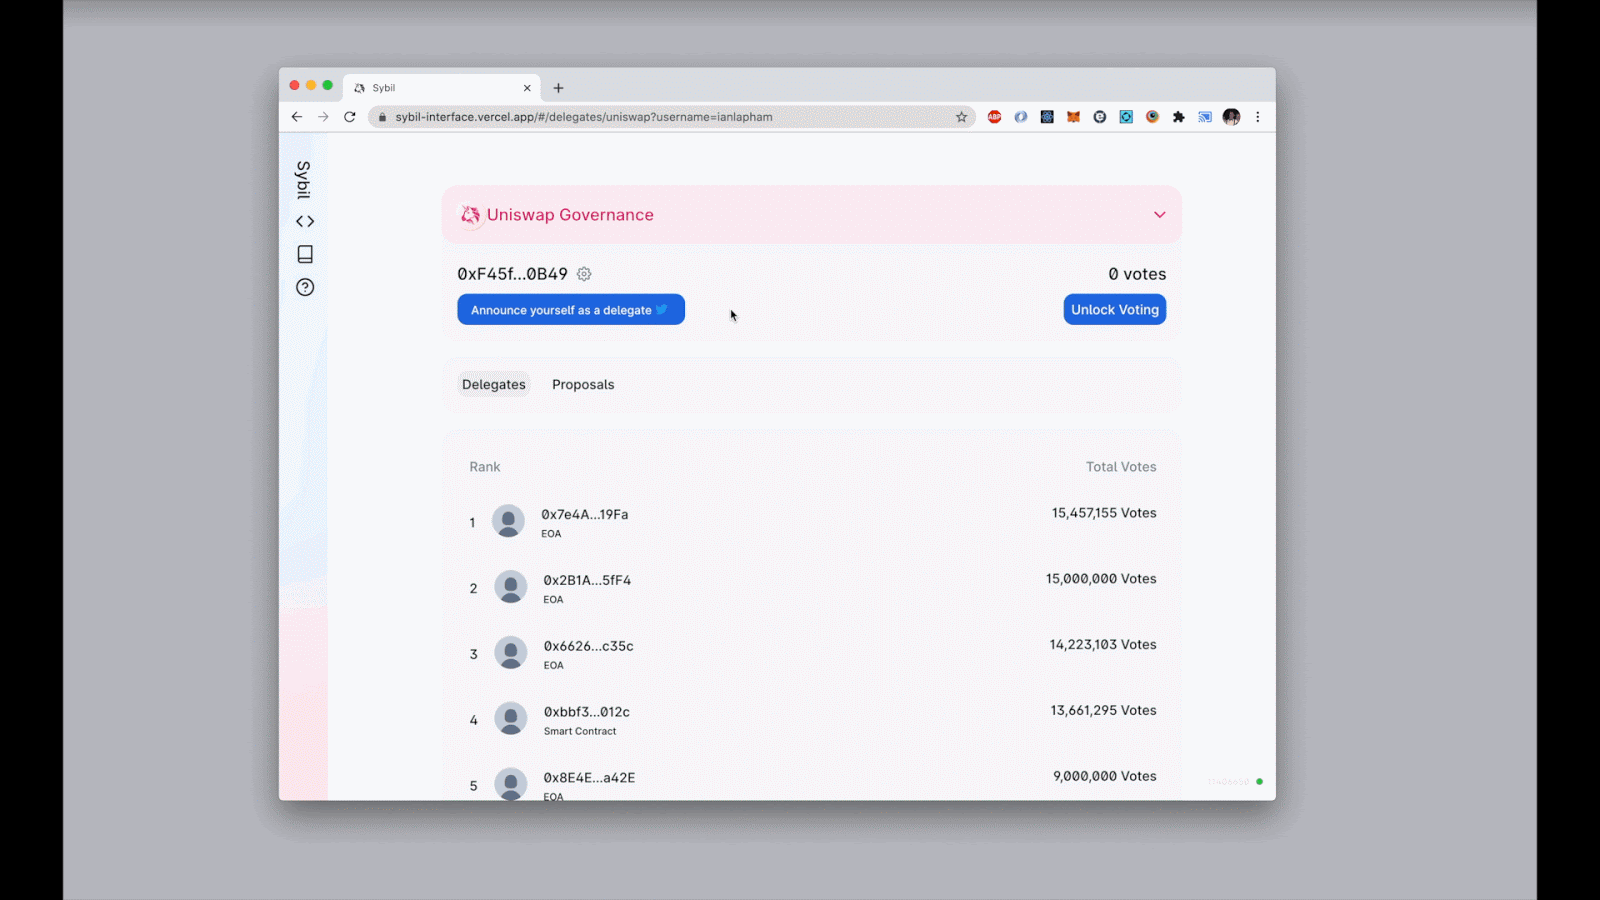 Sybil
sybil-interface.vercel.app/#/delegates/uniswap?username=ianlapham
ABP
Sybil
Uniswap Governance
0xF45f...0B49
0 votes
Announce yourself as a delegate
Unlock Voting
Delegates
Proposals
Rank
Total Votes
1
0x7e4A...19Fa
15,457,155 Votes
EOA
2
0x2B1A...5fF4
15,000,000 Votes
EOA
3
0x6626...c35c
14,223,103 Votes
EOA
4
0xbbf3...012c
13,661,295 Votes
Smart Contract
5
0x8E4E...a42E
9,000,000 Votes
EOA